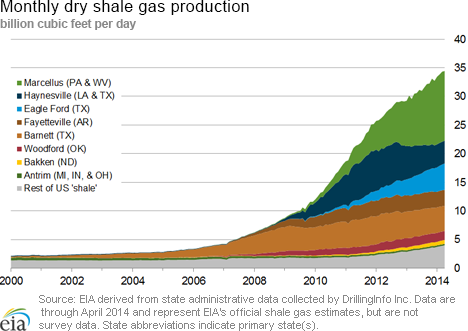 Monthly dry shale gas production
billion cubic feet per day
40
Marcellus (PA & WV)
35
Haynesville (LA & TX)
Eagle Ford (TX)
30
Fayetteville (AR)
Barnett (TX)
25
Woodford (OK)
Bakken (ND)
20
Antrim (MI, IN, & OH)
Rest of US 'shale'
15
10
5
0
2000 2002 2004 2006 2008 2010 2012 2014
Source: EIA derived from state administrative data collected by DrillingInfo Inc. Data are
through April 2014 and represent EIA's official shale gas estimates, but are not
survey data. State abbreviations indicate primary state(s).
eia